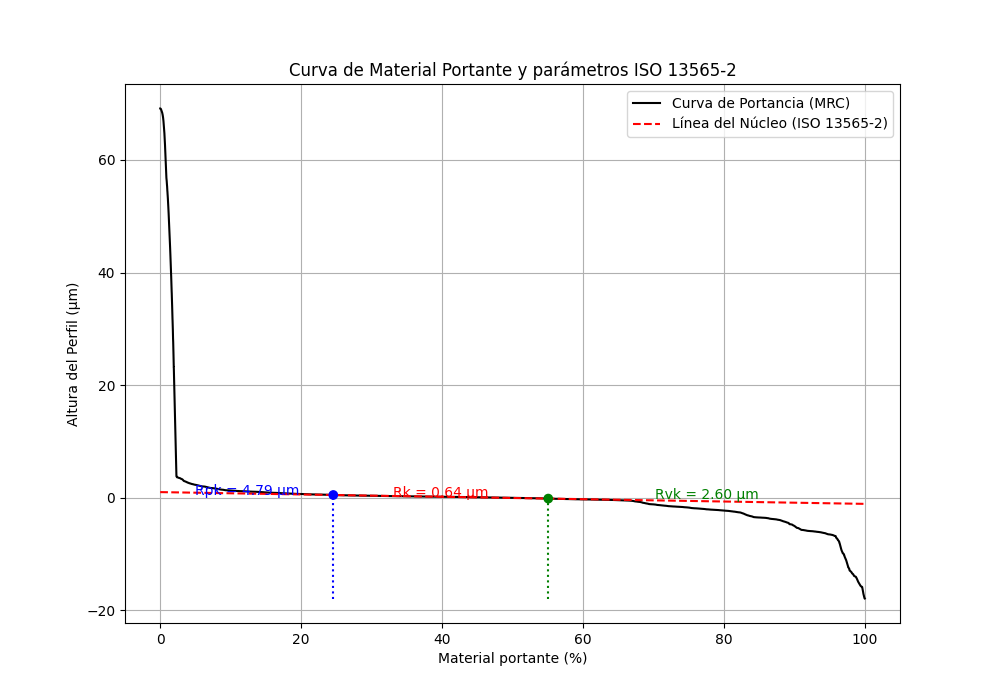 Curva de Material Portante y parámetros ISO 13565-2
Curva de Portancia (MRC)
Línea del Núcleo (ISO 13565-2)
Altura del Perfil (µm)
60
40
20
0
−20
Rpk = 4.79 µm
Rk = 0.64 µm
Rvk = 2.60 µm
0 20 40 60 80 100
Material portante (%)